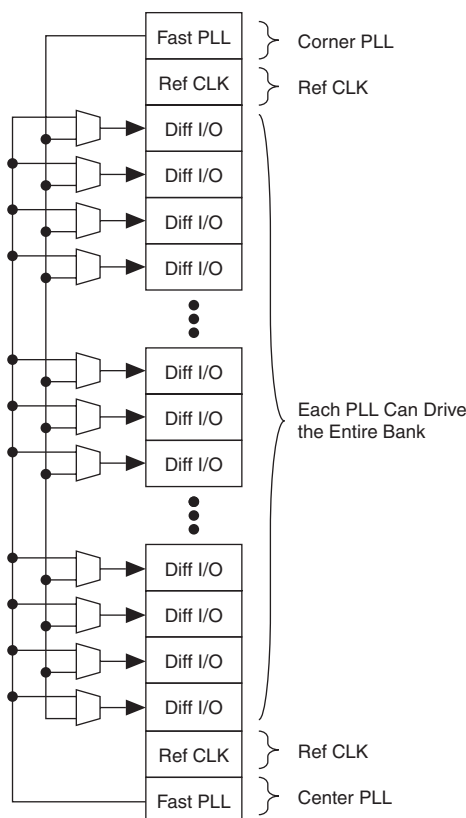 Fast PLL
Corner PLL
Ref CLK
Ref CLK
Diff I/O
Diff I/O
Diff I/O
Diff I/O
Diff I/O
Diff I/O
Diff I/O
Each PLL Can Drive
the Entire Bank
Diff I/O
Diff I/O
Diff I/O
Diff I/O
Ref CLK
Ref CLK
Fast PLL
Center PLL